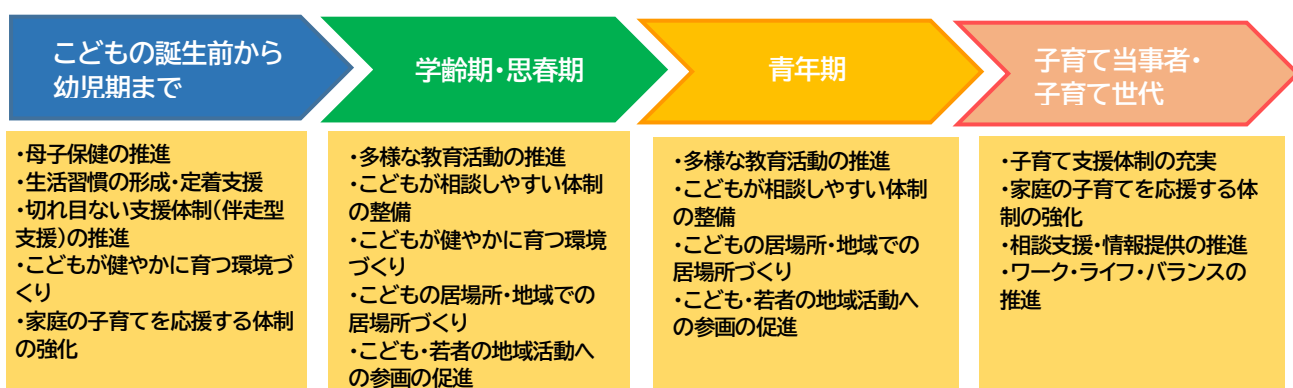 こどもの誕生前から
幼児期まで
学齢期・思春期
青年期
子育て当事者・
子育て世代
・母子保健の推進
・生活習慣の形成・定着支援
・切れ目ない支援体制(伴走型
支援)の推進
・こどもが健やかに育つ環境づ
くり
・家庭の子育てを応援する体制
の強化
・多様な教育活動の推進
・こどもが相談しやすい体制
の整備
・こどもが健やかに育つ環境
づくり
・こどもの居場所・地域での
居場所づくり
・こども・若者の地域活動へ
の参画の促進
・多様な教育活動の推進
・こどもが相談しやすい体制
の整備
・こどもの居場所・地域での
居場所づくり
・こども・若者の地域活動へ
の参画の促進
・子育て支援体制の充実
・家庭の子育てを応援する体
制の強化
・相談支援・情報提供の推進
・ワーク・ライフ・バランスの
推進